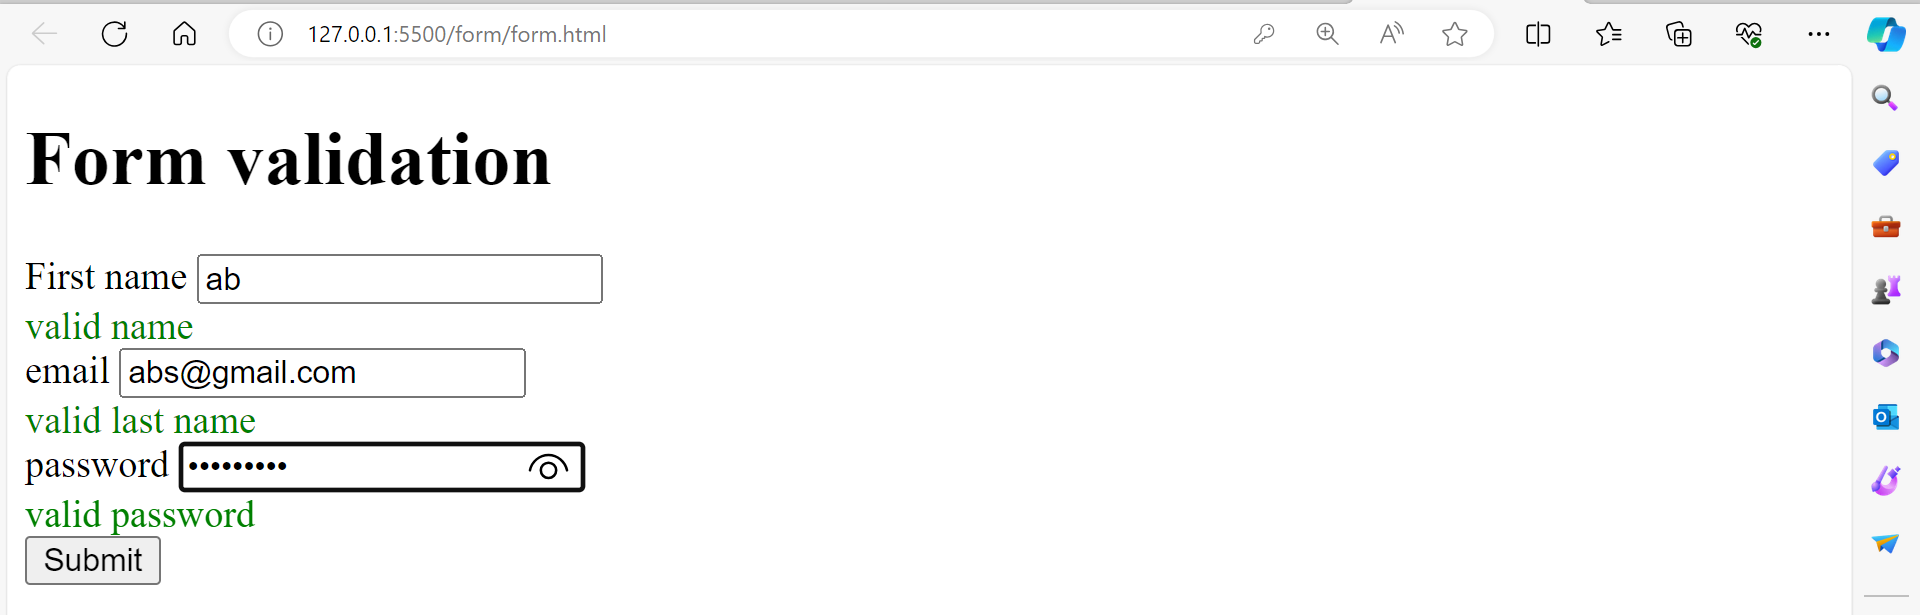 127.0.0.1:5500/form/form.html
Form validation
First name ab
valid name
email abs@gmail.com
valid last name
password •••••••••
valid password
Submit